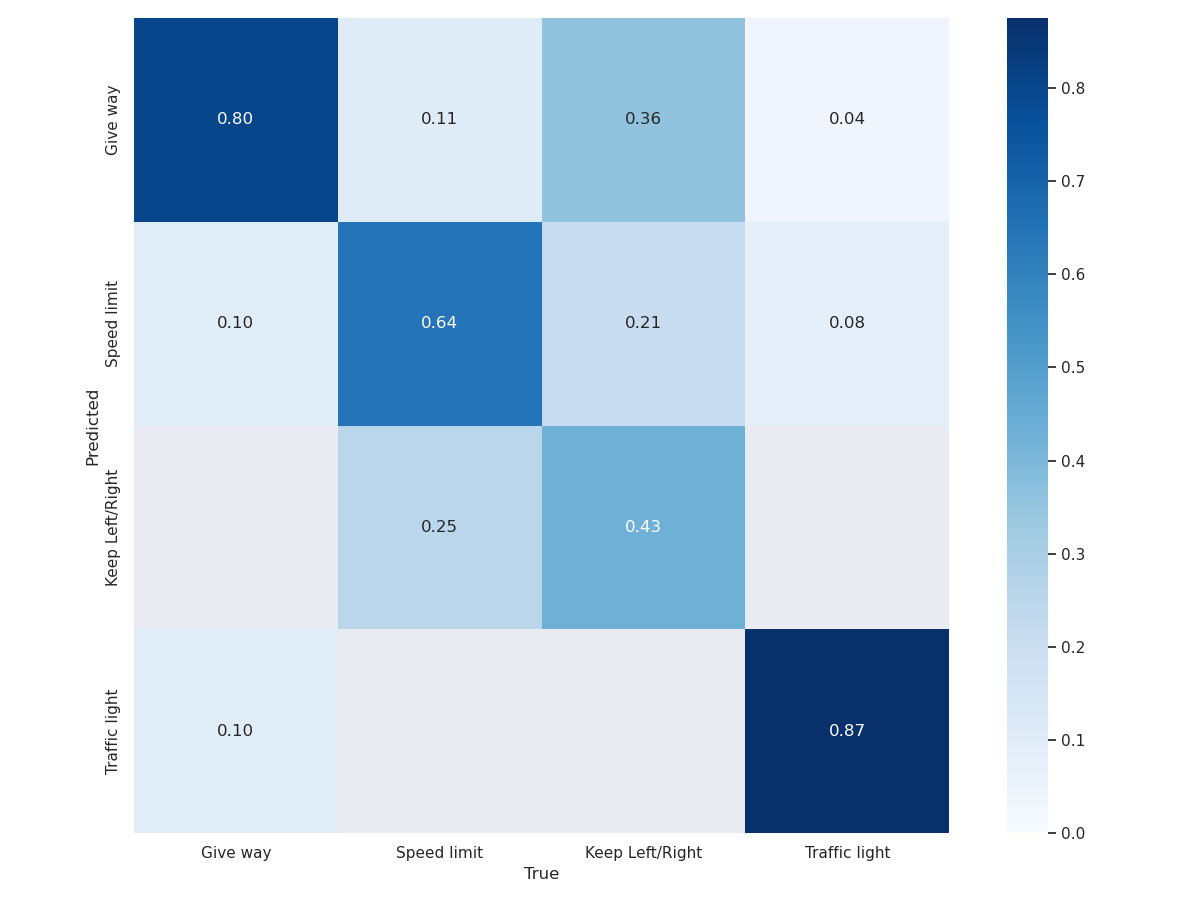 Predicted
Give way
Speed limit
Keep Left/Right
Traffic light
0.80 0.11 0.36 0.04
0.10 0.64 0.21 0.08
0.25 0.43
0.10 0.87
Give way Speed limit Keep Left/Right Traffic light
True
0.8
0.7
0.6
0.5
0.4
0.3
0.2
0.1
0.0